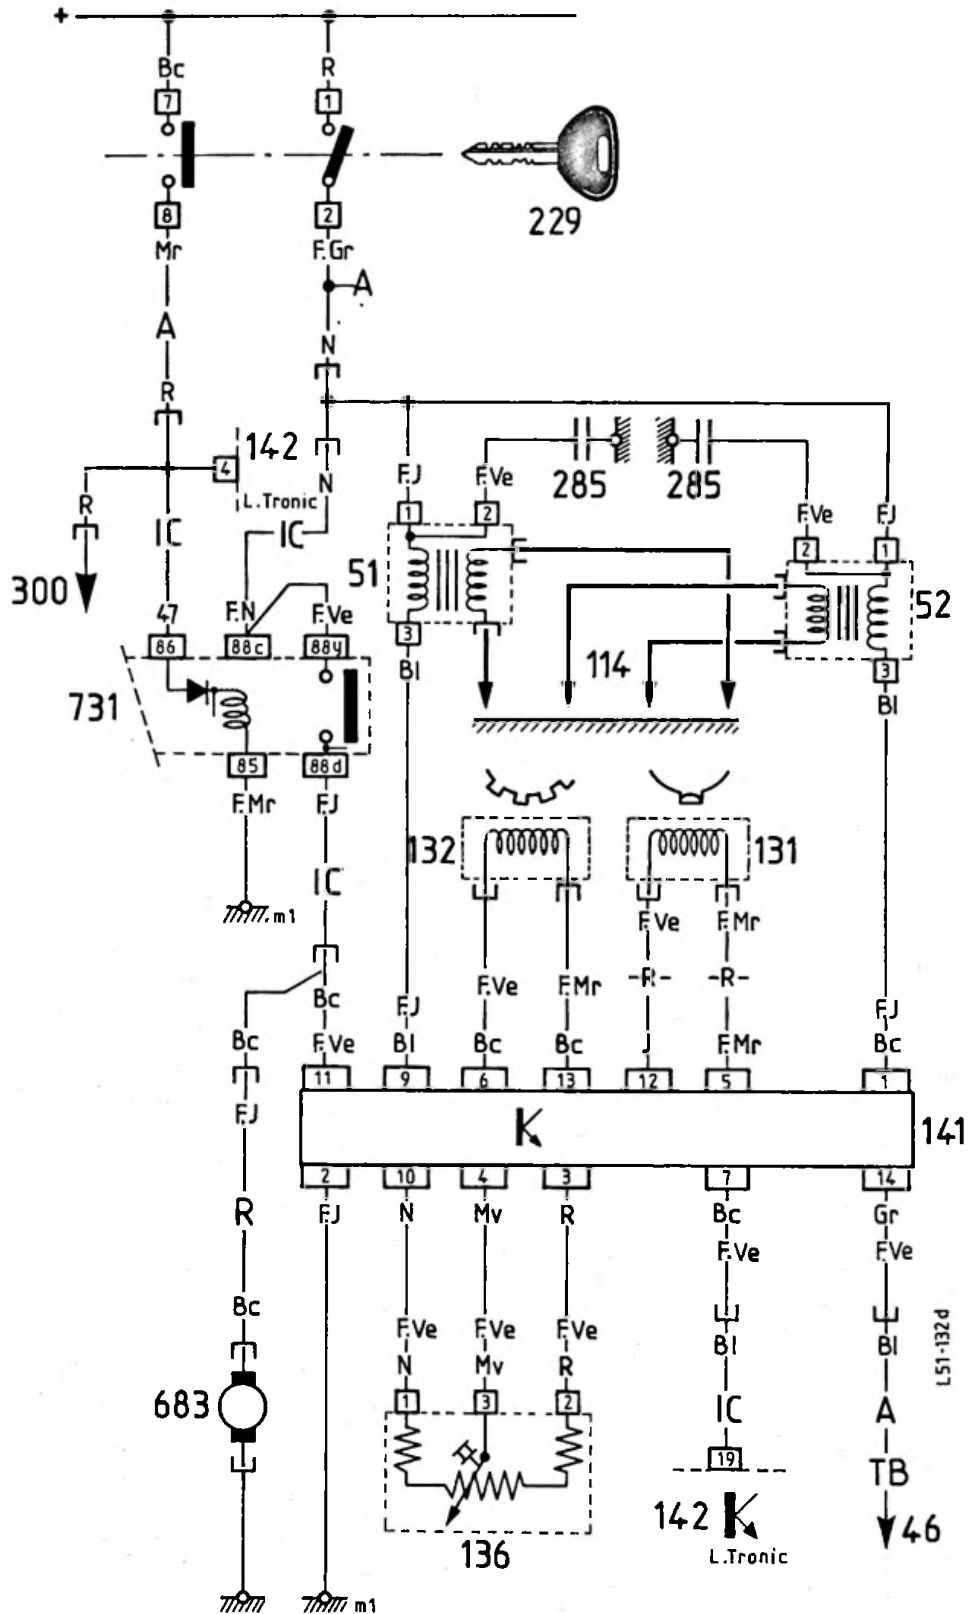 +
Bc R
7 1
8 2
229
Mr F.Gr
A
A
N
R
142
4
L.Tronic
N
285 285
F.J F.Ve
R
IC IC
F.Ve F.J
1 2
2 1
51
52
300
47 F.N F.Ve
86 88c 88y
3
Bl
114
3
Bl
731
85 88d
F.Mr F.J
132 131
IC
m1
F.Ve F.Mr
F.Ve F.Mr -R- -R-
Bc
F.J F.J
Bc F.Ve Bl Bc Bc J F.Mr Bc
11 9 6 13 12 5 1
F.J
141
2 10 4 3 7 14
R F.J N Mv R Bc Gr
F.Ve F.Ve
Bc
F.Ve F.Ve F.Ve
Bl Bl
N Mv R
L51-132d
683
1 3 2
IC A
19
TB
142
46
136
L.Tronic
m1